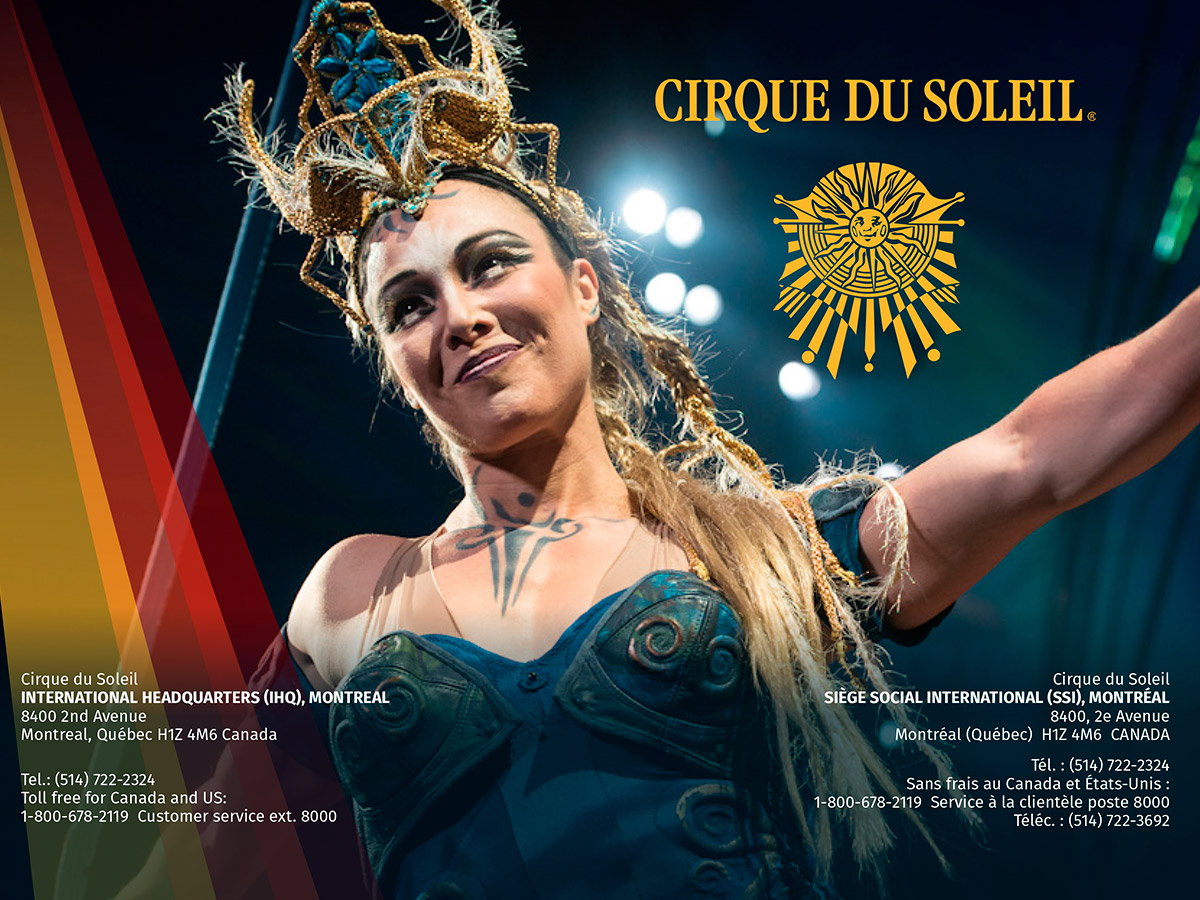 CIRQUE DU SOLEIL®
Cirque du Soleil
INTERNATIONAL HEADQUARTERS (IHQ), MONTREAL
8400 2nd Avenue
Montreal, Québec H1Z 4M6 Canada
Tel.: (514) 722-2324
Toll free for Canada and US:
1-800-678-2119 Customer service ext. 8000
Cirque du Soleil
SIÈGE SOCIAL INTERNATIONAL (SSI), MONTRÉAL
8400, 2e Avenue
Montréal (Québec) H1Z 4M6 CANADA
Tél. : (514) 722-2324
Sans frais au Canada et États-Unis :
1-800-678-2119 Service à la clientèle poste 8000
Téléc. : (514) 722-3692